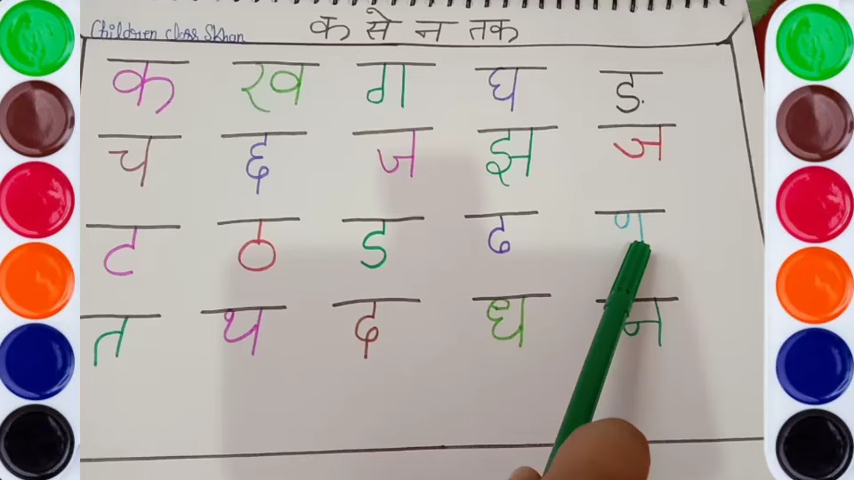 Children Class Skhan
क से न तक
क ख ग घ ङ
च छ ज झ ज
ट ठ ड ढ ण
त थ द ध न